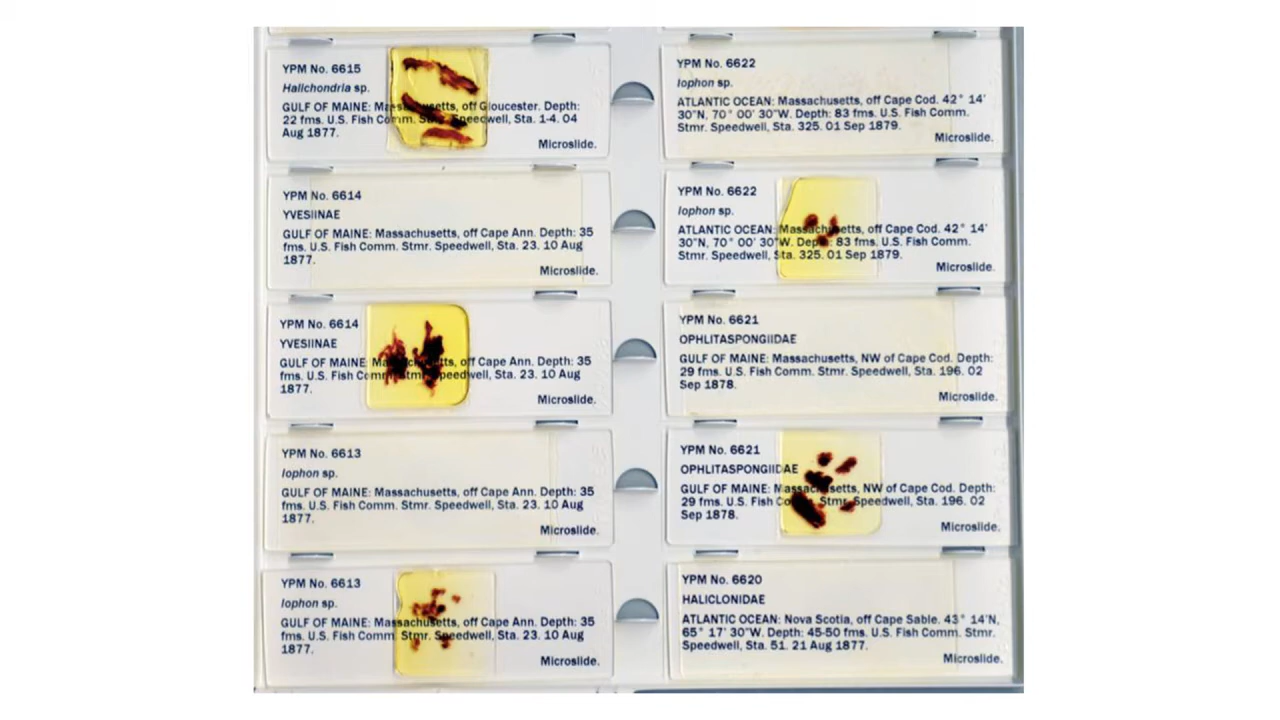 YPM No. 6615
Halichondria sp.
GULF OF MAINE: Massachusetts, off Gloucester. Depth:
22 fms. U.S. Fish Comm. Stmr. Speedwell, Sta. 1-4. 04
Aug 1877.
Microslide.
YPM No. 6614
YVESIINAE
GULF OF MAINE: Massachusetts, off Cape Ann. Depth: 35
fms. U.S. Fish Comm. Stmr. Speedwell, Sta. 23. 10 Aug
1877.
Microslide.
YPM No. 6614
YVESIINAE
GULF OF MAINE: Massachusetts, off Cape Ann. Depth: 35
fms. U.S. Fish Comm. Stmr. Speedwell, Sta. 23. 10 Aug
1877.
Microslide.
YPM No. 6613
Iophon sp.
GULF OF MAINE: Massachusetts, off Cape Ann. Depth: 35
fms. U.S. Fish Comm. Stmr. Speedwell, Sta. 23. 10 Aug
1877.
Microslide.
YPM No. 6613
Iophon sp.
GULF OF MAINE: Massachusetts, off Cape Ann. Depth: 35
fms. U.S. Fish Comm. Stmr. Speedwell, Sta. 23. 10 Aug
1877.
Microslide.
YPM No. 6622
Iophon sp.
ATLANTIC OCEAN: Massachusetts, off Cape Cod. 42° 14'
30"N, 70° 00' 30"W. Depth: 83 fms. U.S. Fish Comm.
Stmr. Speedwell, Sta. 325. 01 Sep 1879.
Microslide.
YPM No. 6622
Iophon sp.
ATLANTIC OCEAN: Massachusetts, off Cape Cod. 42° 14'
30"N, 70° 00' 30"W. Depth: 83 fms. U.S. Fish Comm.
Stmr. Speedwell, Sta. 325. 01 Sep 1879.
Microslide.
YPM No. 6621
OPHLITASPONGIIDAE
GULF OF MAINE: Massachusetts, NW of Cape Cod. Depth:
29 fms. U.S. Fish Comm. Stmr. Speedwell, Sta. 196. 02
Sep 1878.
Microslide.
YPM No. 6621
OPHLITASPONGIIDAE
GULF OF MAINE: Massachusetts, NW of Cape Cod. Depth:
29 fms. U.S. Fish Comm. Stmr. Speedwell, Sta. 196. 02
Sep 1878.
Microslide.
YPM No. 6620
HALICLONIDAE
ATLANTIC OCEAN: Nova Scotia, off Cape Sable. 43° 14'N,
65° 17' 30"W. Depth: 45-50 fms. U.S. Fish Comm. Stmr.
Speedwell, Sta. 51. 21 Aug 1877.
Microslide.